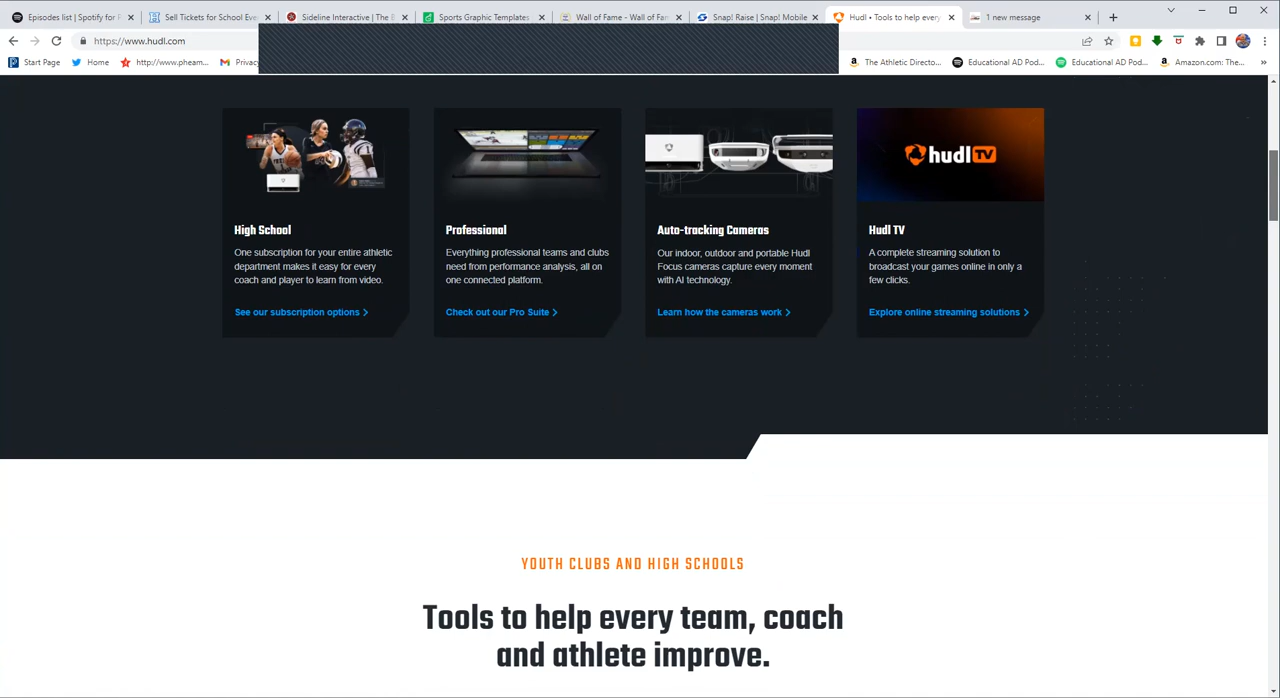 Episodes list | Spotify for P
Sell Tickets for School Eve
Sideline Interactive | The E
Sports Graphic Templates
Wall of Fame - Wall of Fam
Snap! Raise | Snap! Mobile
Hudl • Tools to help every
1 new message
https://www.hudl.com
Start Page
Home
http://www.pheam...
Privac
The Athletic Directo...
Educational AD Pod...
Educational AD Pod...
Amazon.com: The...
hudl TV
High School
One subscription for your entire athletic
department makes it easy for every
coach and player to learn from video.
See our subscription options
Professional
Everything professional teams and clubs
need from performance analysis, all on
one connected platform.
Check out our Pro Suite
Auto-tracking Cameras
Our indoor, outdoor and portable Hudl
Focus cameras capture every moment
with AI technology.
Learn how the cameras work
Hudl TV
A complete streaming solution to
broadcast your games online in only a
few clicks.
Explore online streaming solutions
YOUTH CLUBS AND HIGH SCHOOLS
Tools to help every team, coach
and athlete improve.